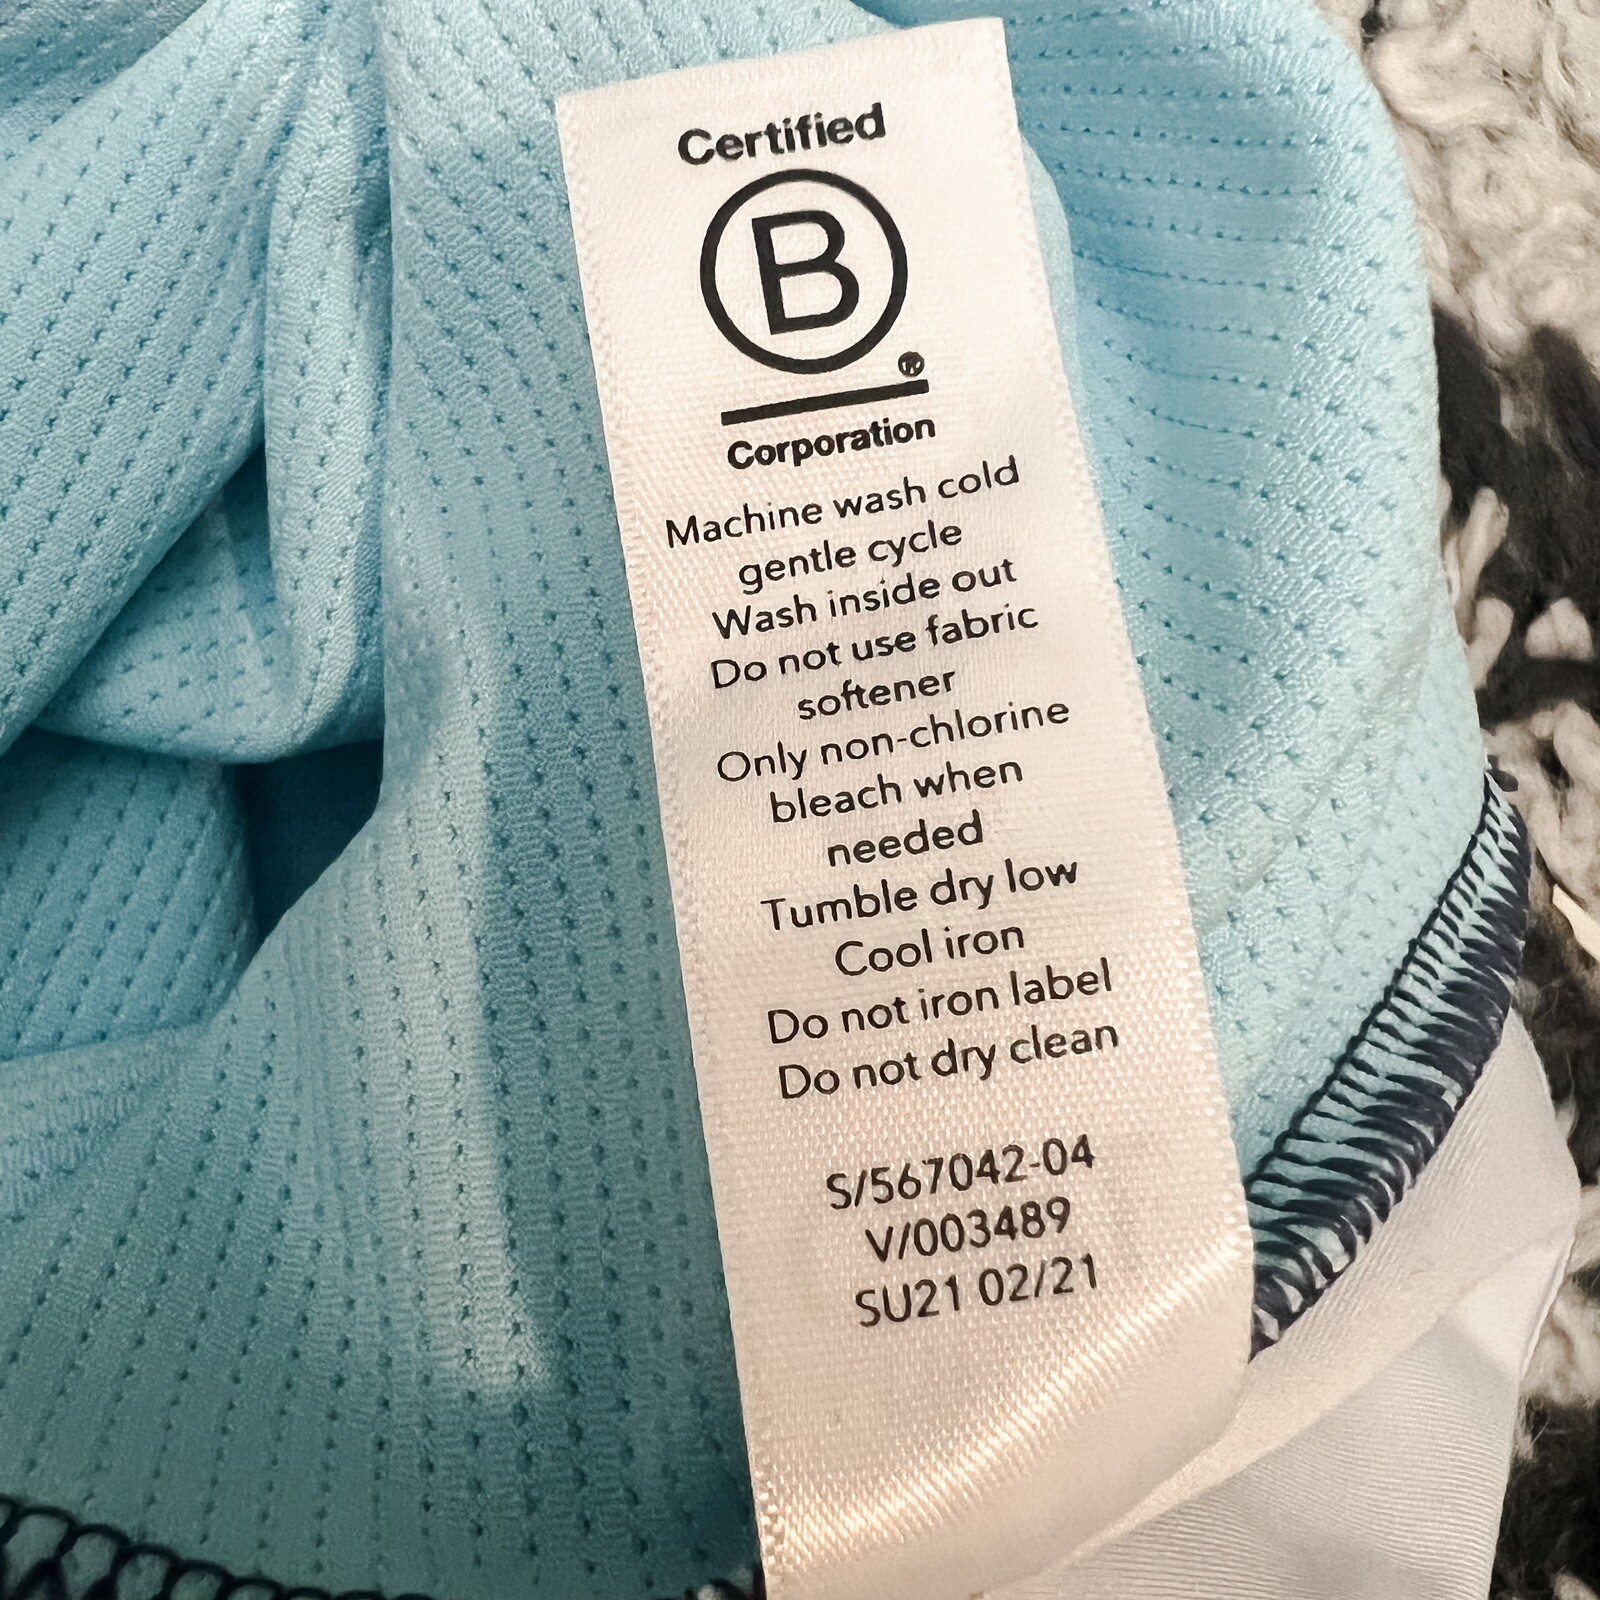 Certified
B
®
Corporation
Machine wash cold
gentle cycle
Wash inside out
Do not use fabric
softener
Only non-chlorine
bleach when
needed
Tumble dry low
Cool iron
Do not iron label
Do not dry clean
S/567042-04
V/003489
SU21 02/21